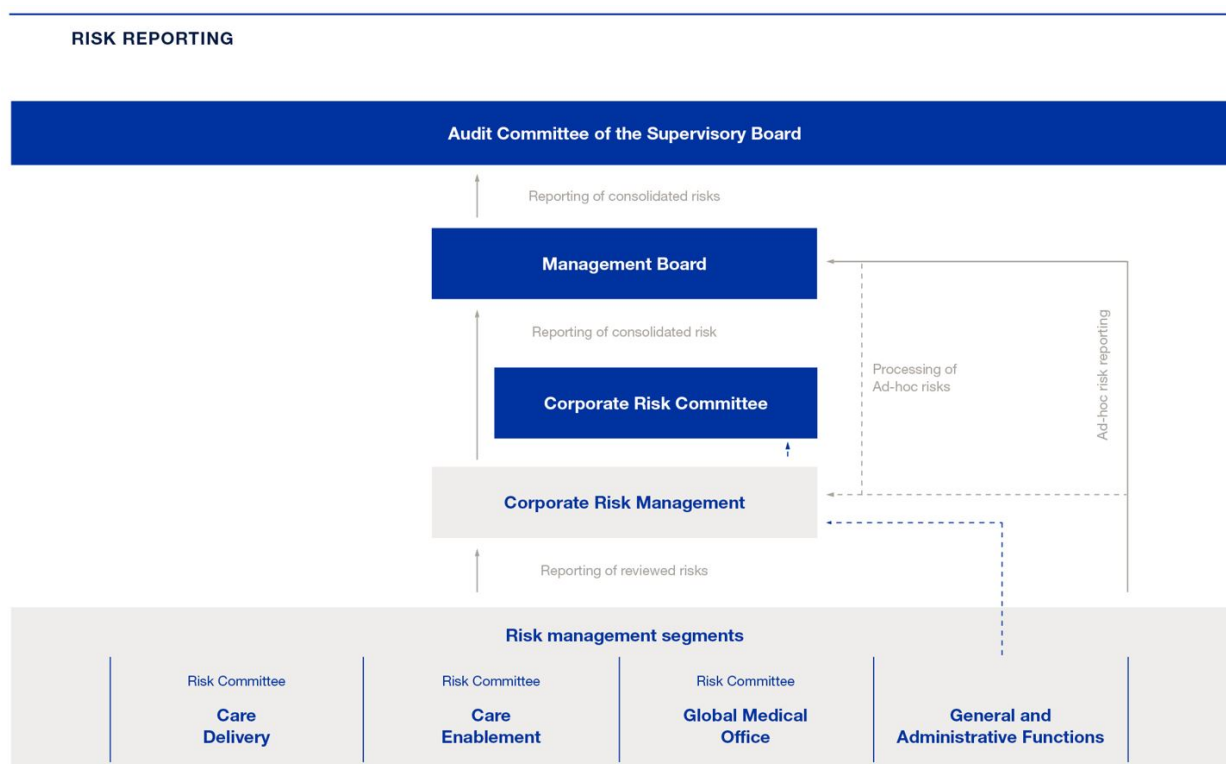 RISK REPORTING
Audit Committee of the Supervisory Board
Reporting of consolidated risks
Management Board
Reporting of consolidated risk
Processing of
Ad-hoc risks
Ad-hoc risk reporting
Corporate Risk Committee
Corporate Risk Management
Reporting of reviewed risks
Risk management segments
Risk Committee
Care
Delivery
Risk Committee
Care
Enablement
Risk Committee
Global Medical
Office
General and
Administrative Functions